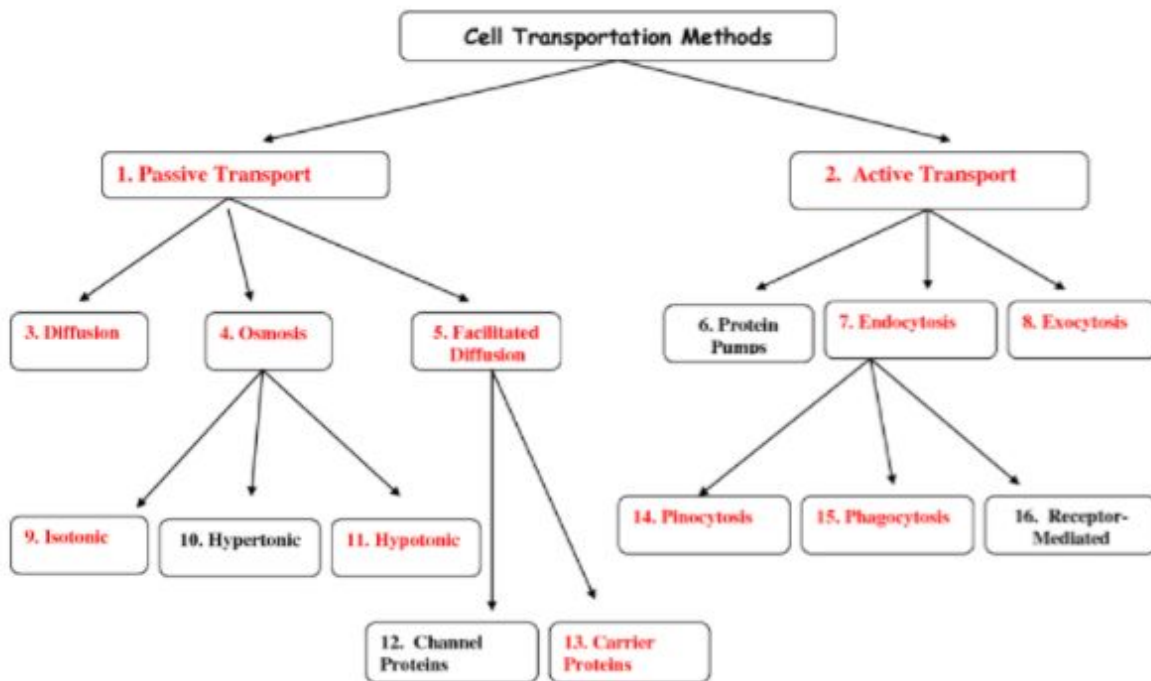 Cell Transportation Methods
1. Passive Transport
2. Active Transport
3. Diffusion
4. Osmosis
5. Facilitated
Diffusion
6. Protein
Pumps
7. Endocytosis
8. Exocytosis
9. Isotonic
10. Hypertonic
11. Hypotonic
14. Pinocytosis
15. Phagocytosis
16. Receptor-
Mediated
12. Channel
Proteins
13. Carrier
Proteins